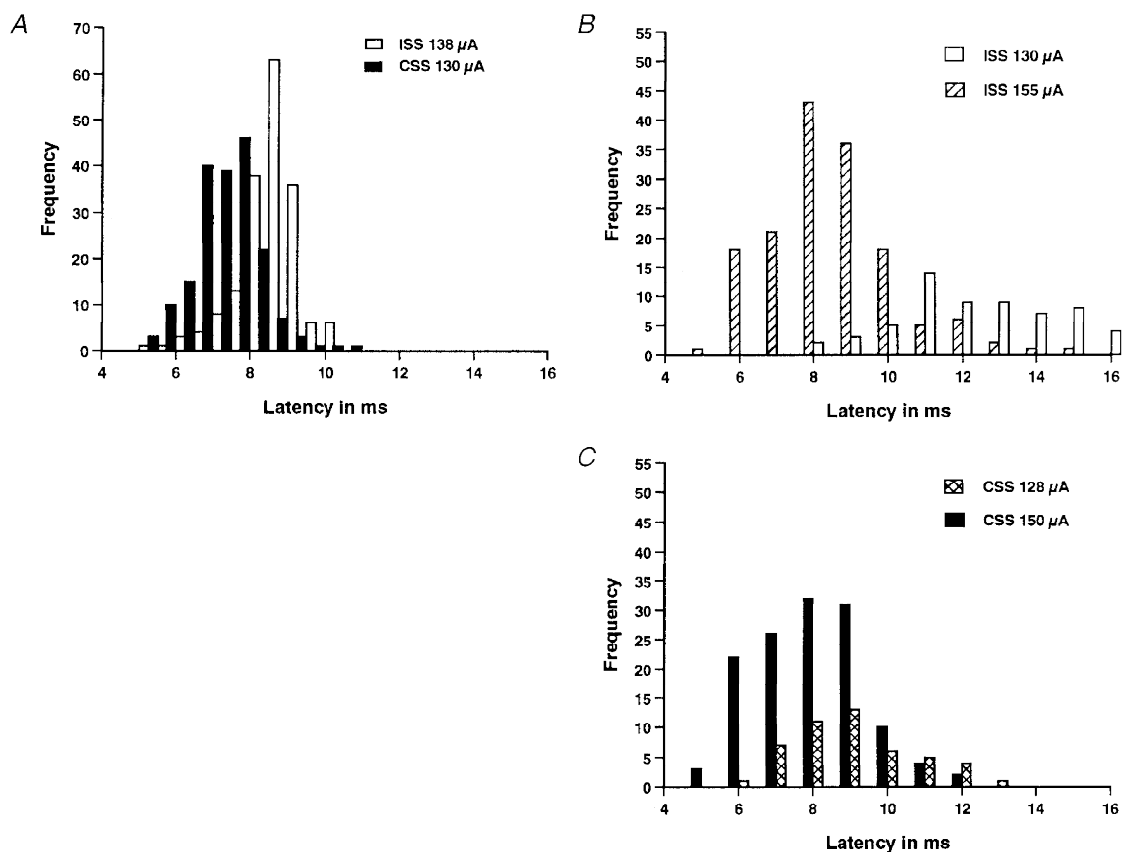 A
70
60
50
40
30
20
10
0
Frequency
4 6 8 10 12 14 16
Latency in ms
ISS 138 µA
CSS 130 µA
B
55
50
45
40
35
30
25
20
15
10
5
0
Frequency
4 6 8 10 12 14 16
Latency in ms
ISS 130 µA
ISS 155 µA
C
55
50
45
40
35
30
25
20
15
10
5
0
Frequency
4 6 8 10 12 14 16
Latency in ms
CSS 128 µA
CSS 150 µA